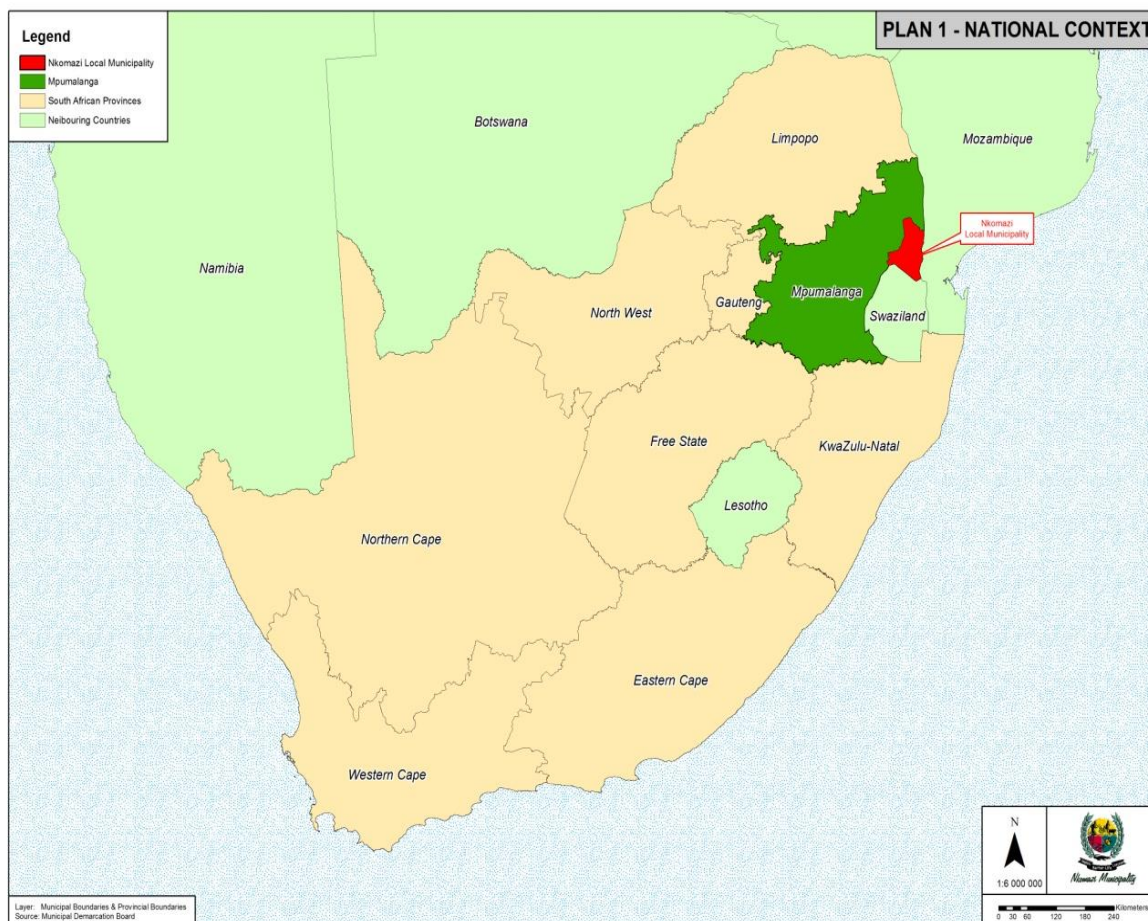 PLAN 1 - NATIONAL CONTEXT
Legend
Nkomazi Local Municipality
Mpumalanga
South African Provinces
Neibouring Countries
Botswana
Limpopo
Mozambique
Nkomazi
Local Municipality
Namibia
North West
Gauteng
Mpumalanga
Swaziland
Free State
KwaZulu-Natal
Lesotho
Northern Cape
Eastern Cape
Western Cape
N
1:6 000 000
Nkomazi Municipality
Kilometers
0 30 60 120 180 240
Layer: Municipal Boundaries & Provincial Boundaries
Source: Municipal Demarcation Board